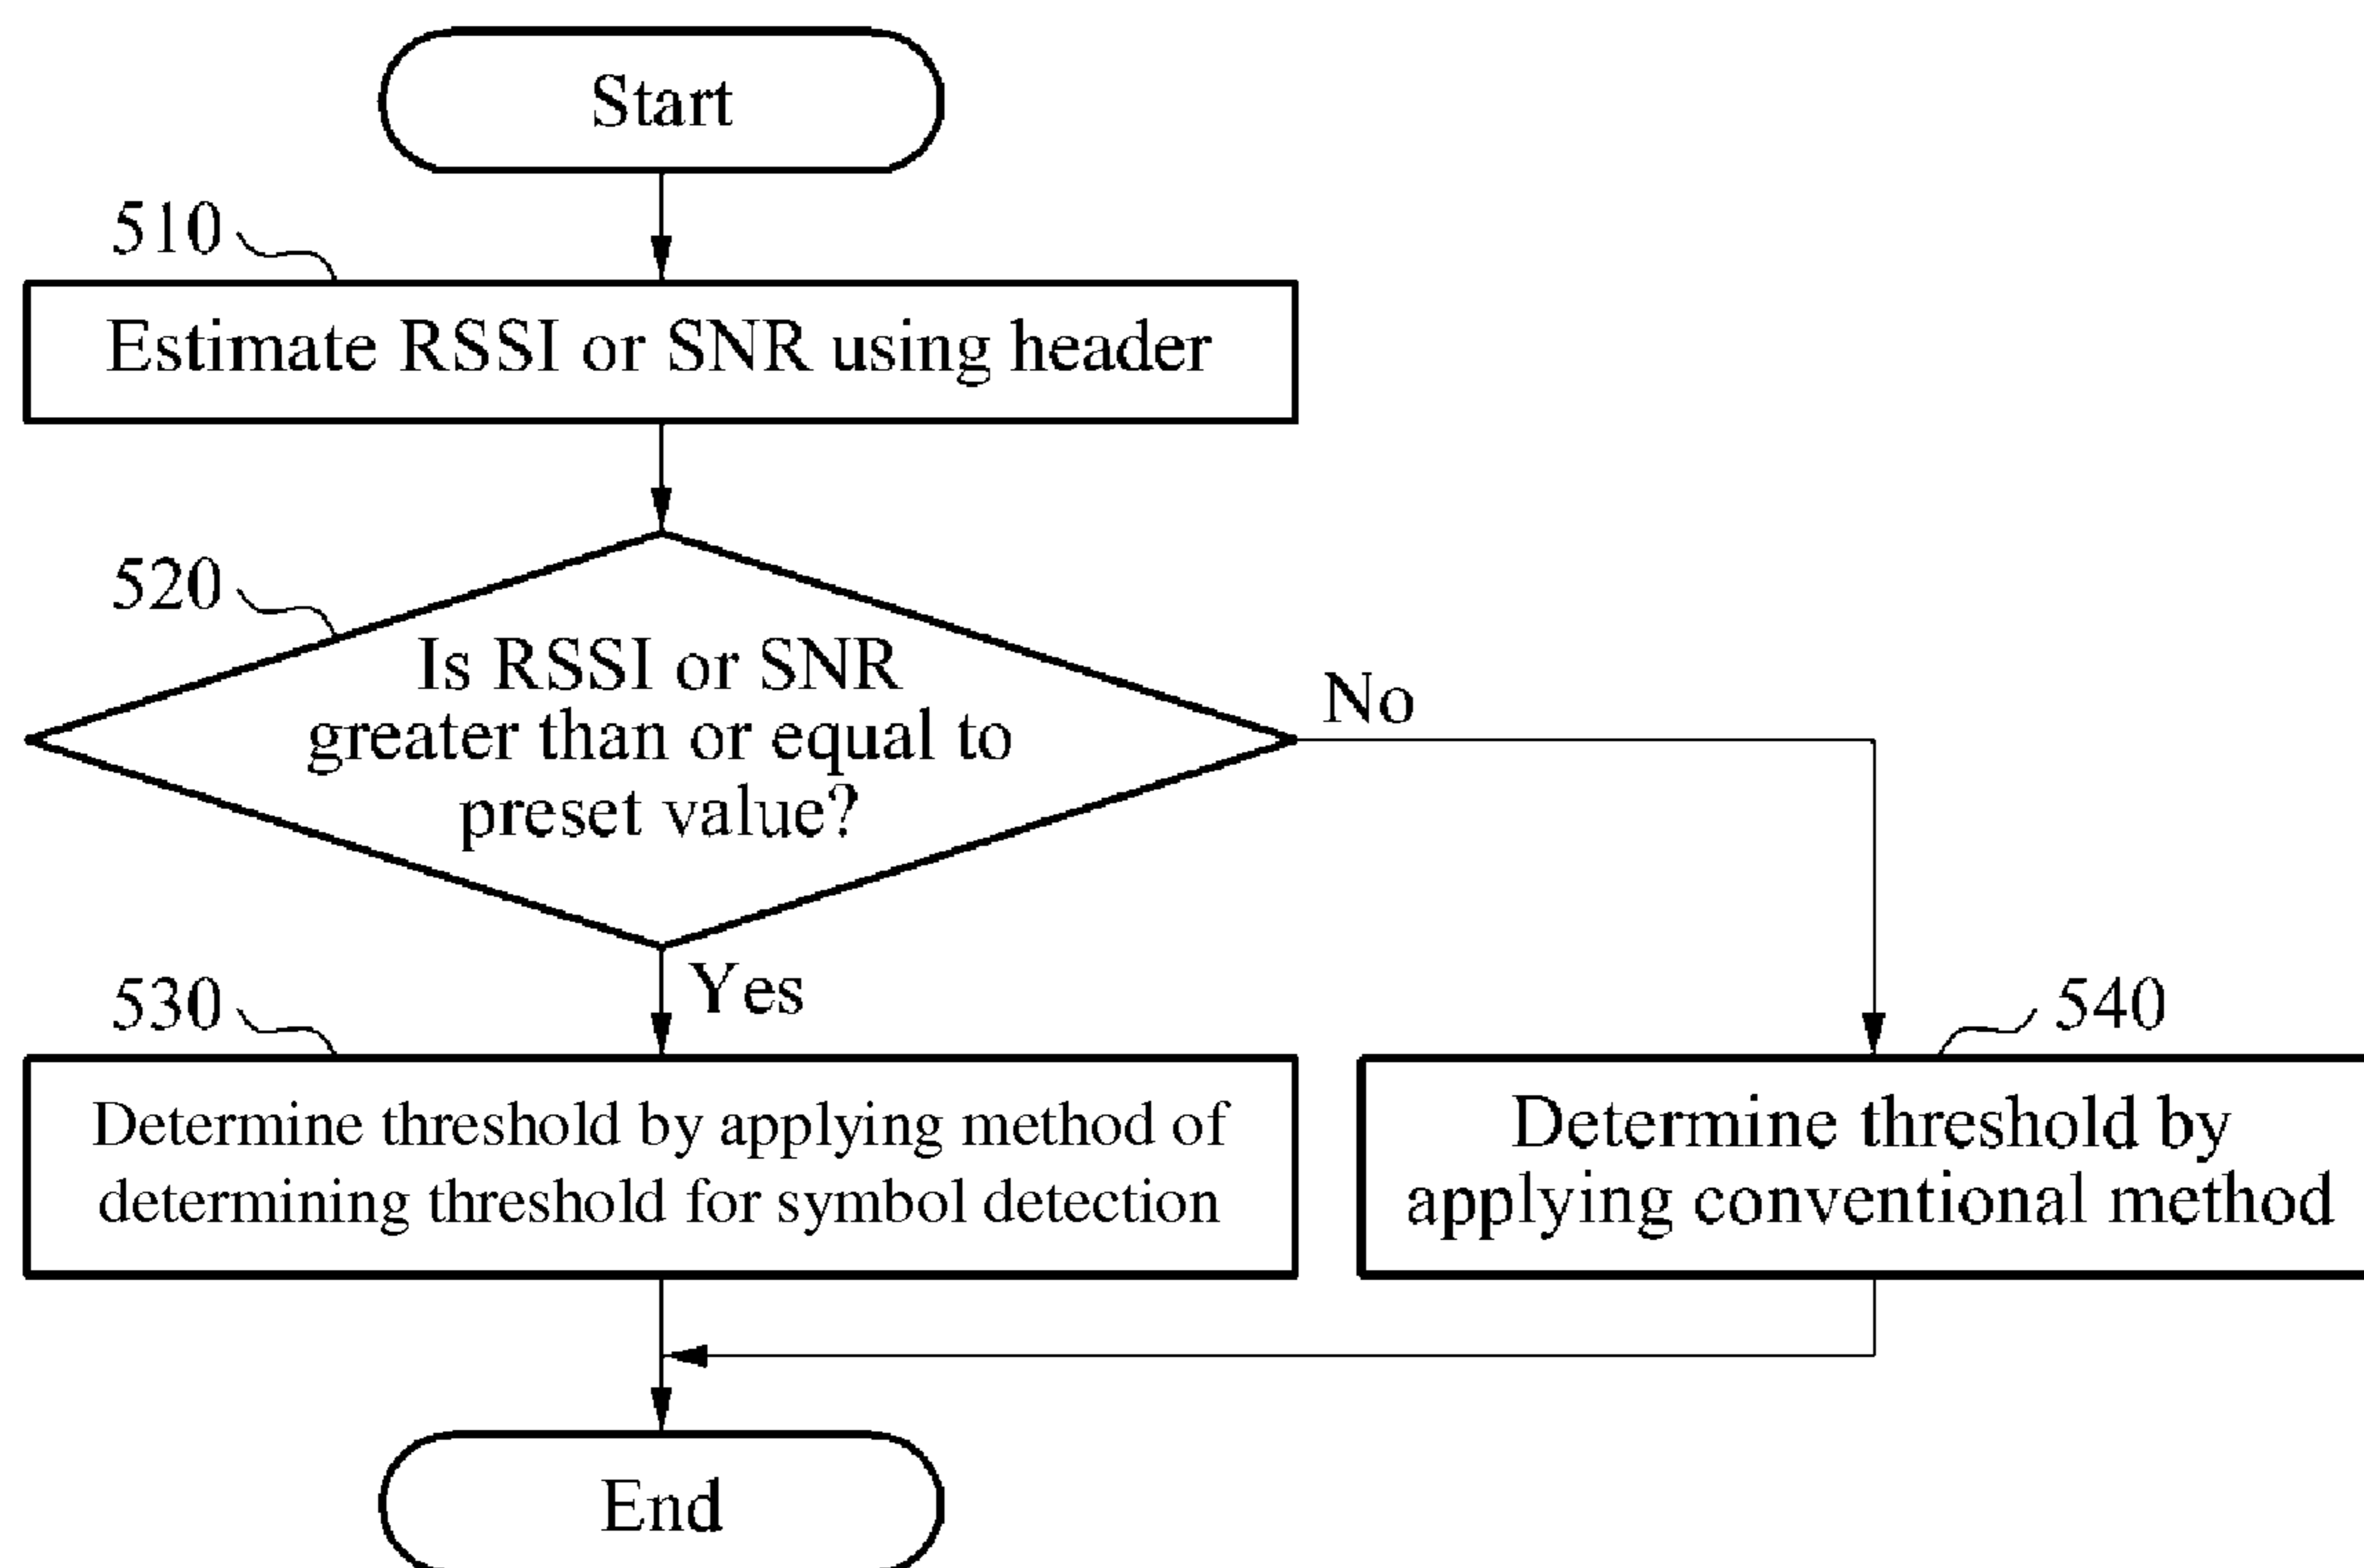 Start
510
Estimate RSSI or SNR using header
520
Is RSSI or SNR
greater than or equal to
preset value?
No
Yes
530
Determine threshold by applying method of
determining threshold for symbol detection
540
Determine threshold by
applying conventional method
End